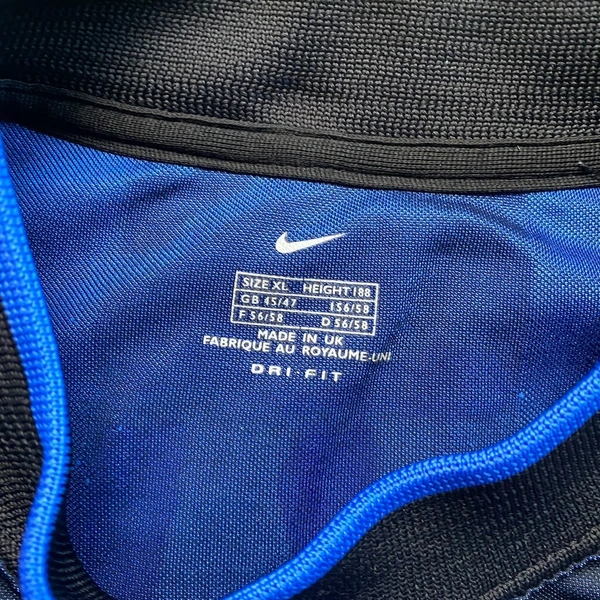 SIZE XL HEIGHT 188
GB 45/47 I 56/58
F 56/58 D 56/58
MADE IN UK
FABRIQUE AU ROYAUME-UNI
DRI-FIT